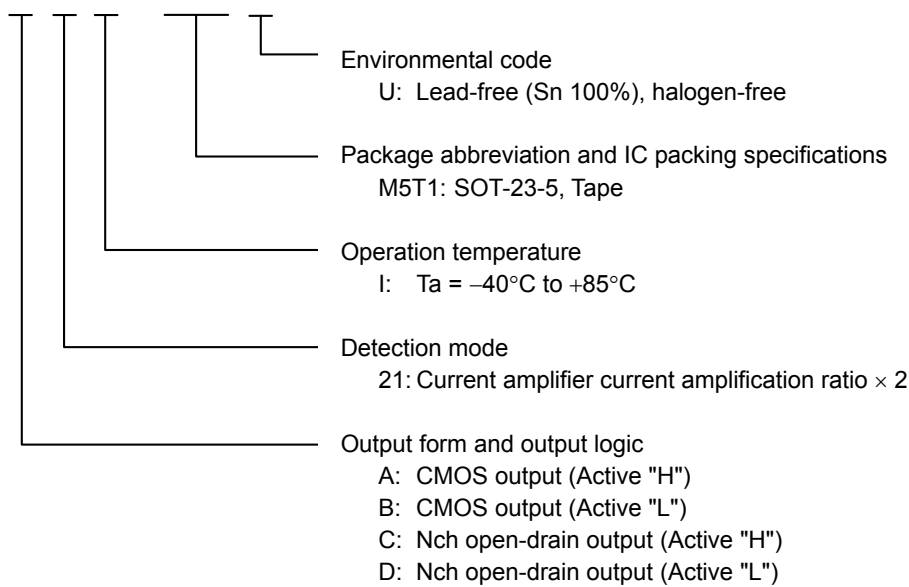 Environmental code
U: Lead-free (Sn 100%), halogen-free
Package abbreviation and IC packing specifications
M5T1: SOT-23-5, Tape
Operation temperature
I: Ta = −40°C to +85°C
Detection mode
21: Current amplifier current amplification ratio × 2
Output form and output logic
A: CMOS output (Active "H")
B: CMOS output (Active "L")
C: Nch open-drain output (Active "H")
D: Nch open-drain output (Active "L")